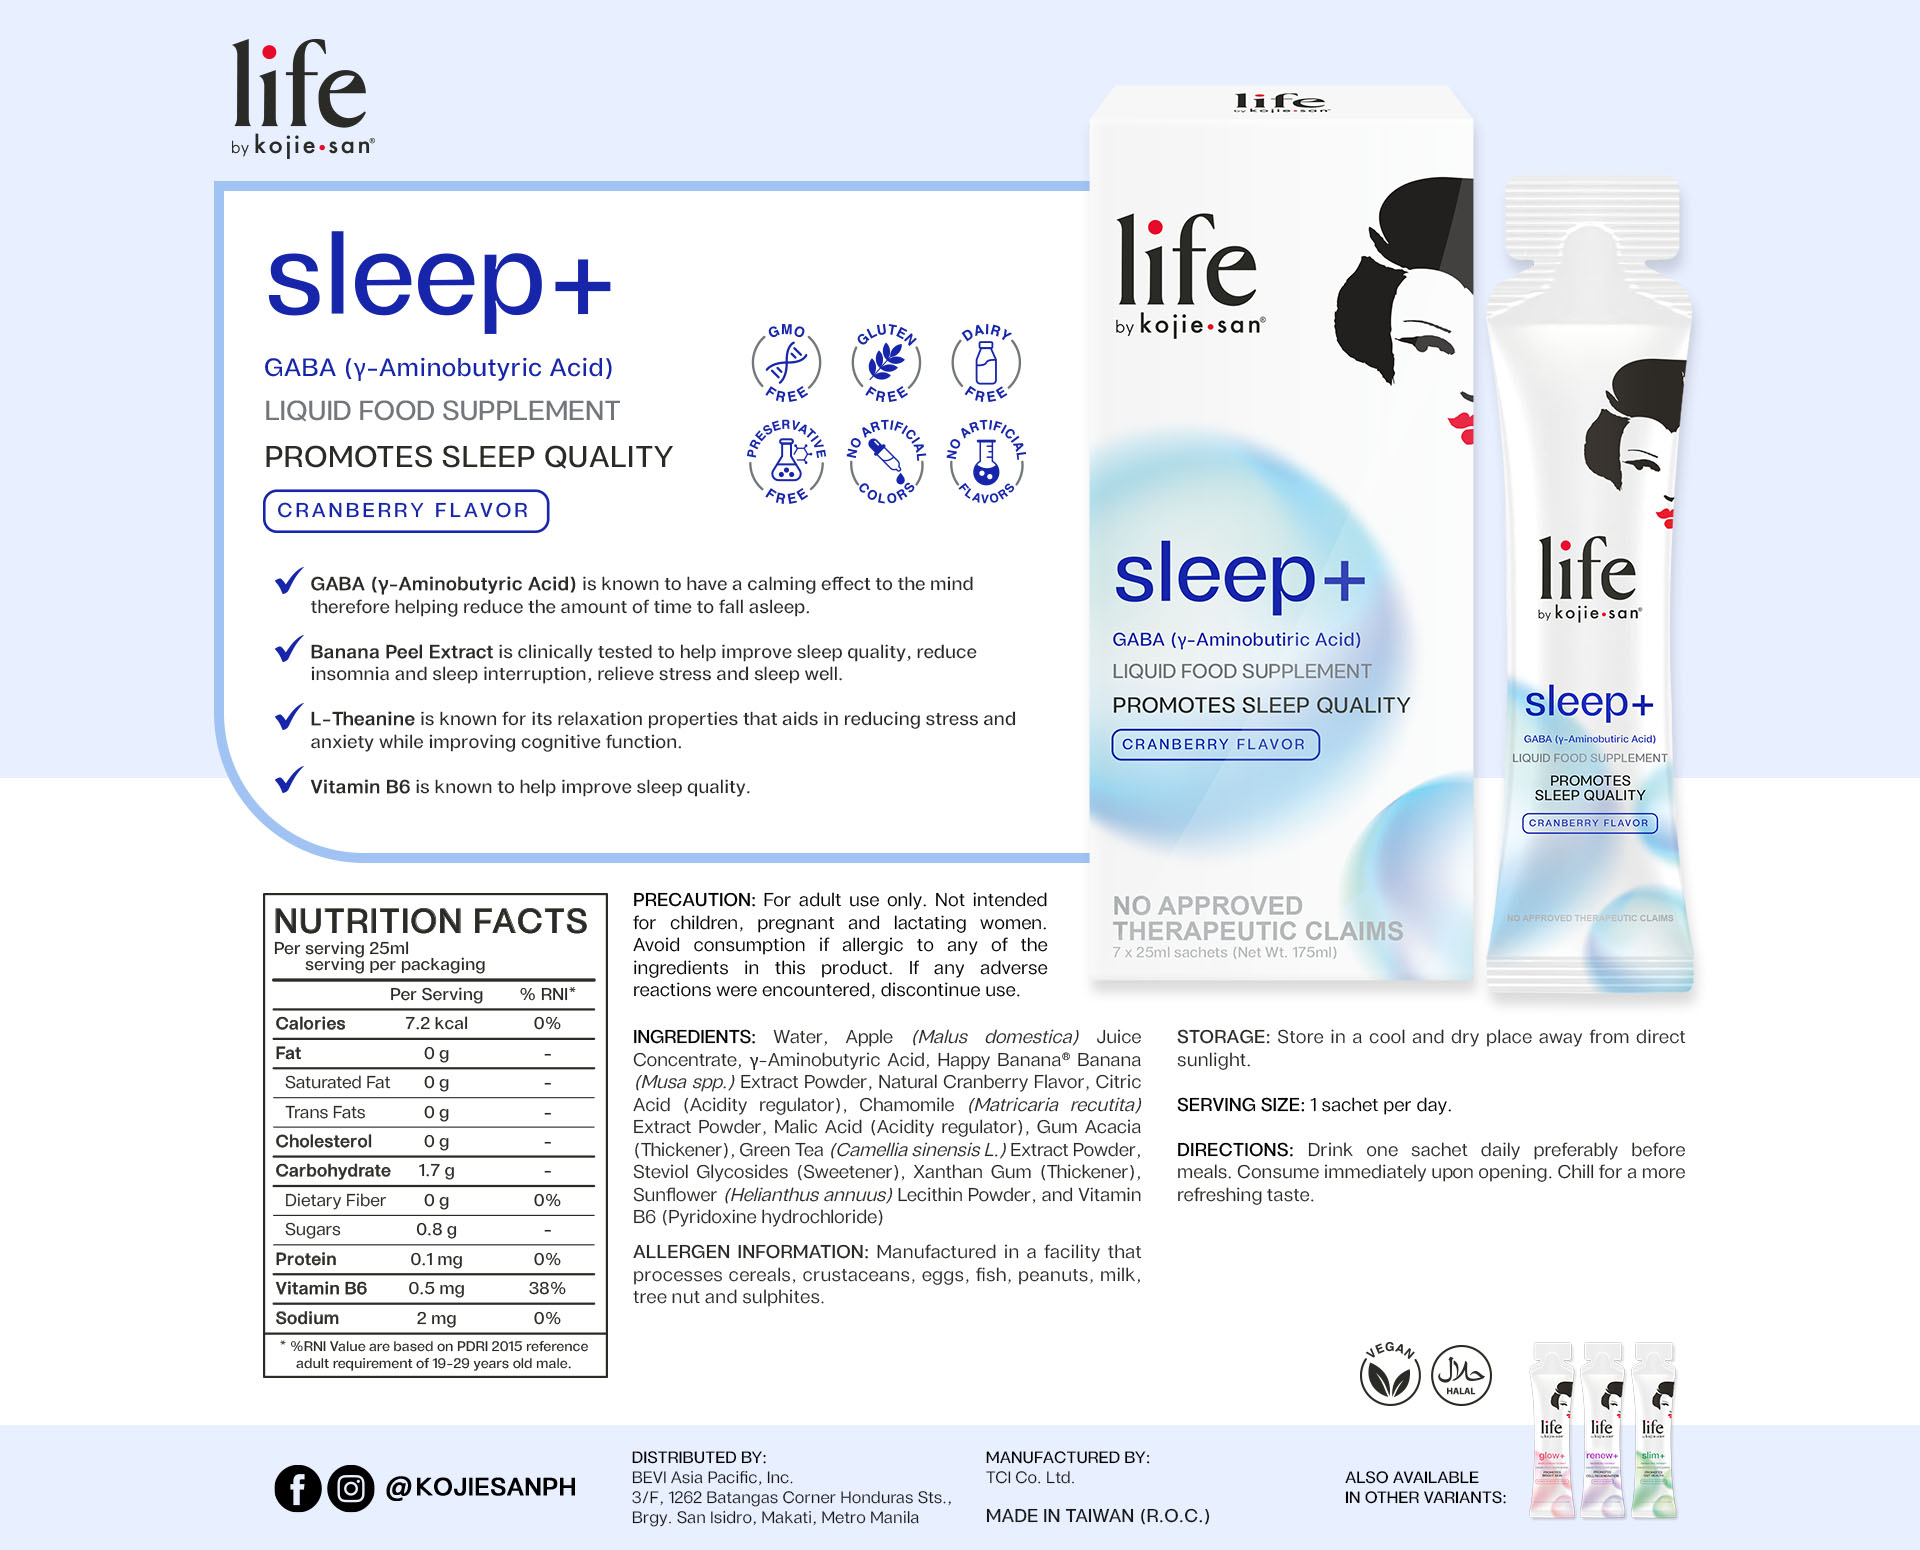 life
by kojie•san®
sleep+
GABA (γ-Aminobutyric Acid)
LIQUID FOOD SUPPLEMENT
PROMOTES SLEEP QUALITY
CRANBERRY FLAVOR
GMO FREE
GLUTEN FREE
DAIRY FREE
PRESERVATIVE FREE
NO ARTIFICIAL COLORS
NO ARTIFICIAL FLAVORS
GABA (γ-Aminobutyric Acid) is known to have a calming effect to the mind
therefore helping reduce the amount of time to fall asleep.
Banana Peel Extract is clinically tested to help improve sleep quality, reduce
insomnia and sleep interruption, relieve stress and sleep well.
L-Theanine is known for its relaxation properties that aids in reducing stress and
anxiety while improving cognitive function.
Vitamin B6 is known to help improve sleep quality.
life
by kojie•san
life
by kojie•san®
sleep+
GABA (γ-Aminobutiric Acid)
LIQUID FOOD SUPPLEMENT
PROMOTES SLEEP QUALITY
CRANBERRY FLAVOR
NO APPROVED
THERAPEUTIC CLAIMS
7 x 25ml sachets (Net Wt. 175ml)
life
by kojie•san®
sleep+
GABA (γ-Aminobutiric Acid)
LIQUID FOOD SUPPLEMENT
PROMOTES
SLEEP QUALITY
CRANBERRY FLAVOR
NO APPROVED THERAPEUTIC CLAIMS
NUTRITION FACTS
Per serving 25ml
serving per packaging
Per Serving % RNI*
Calories 7.2 kcal 0%
Fat 0 g -
Saturated Fat 0 g -
Trans Fats 0 g -
Cholesterol 0 g -
Carbohydrate 1.7 g -
Dietary Fiber 0 g 0%
Sugars 0.8 g -
Protein 0.1 mg 0%
Vitamin B6 0.5 mg 38%
Sodium 2 mg 0%
* %RNI Value are based on PDRI 2015 reference
adult requirement of 19-29 years old male.
PRECAUTION: For adult use only. Not intended
for children, pregnant and lactating women.
Avoid consumption if allergic to any of the
ingredients in this product. If any adverse
reactions were encountered, discontinue use.
INGREDIENTS: Water, Apple (Malus domestica) Juice
Concentrate, γ-Aminobutyric Acid, Happy Banana® Banana
(Musa spp.) Extract Powder, Natural Cranberry Flavor, Citric
Acid (Acidity regulator), Chamomile (Matricaria recutita)
Extract Powder, Malic Acid (Acidity regulator), Gum Acacia
(Thickener), Green Tea (Camellia sinensis L.) Extract Powder,
Steviol Glycosides (Sweetener), Xanthan Gum (Thickener),
Sunflower (Helianthus annuus) Lecithin Powder, and Vitamin
B6 (Pyridoxine hydrochloride)
ALLERGEN INFORMATION: Manufactured in a facility that
processes cereals, crustaceans, eggs, fish, peanuts, milk,
tree nut and sulphites.
STORAGE: Store in a cool and dry place away from direct
sunlight.
SERVING SIZE: 1 sachet per day.
DIRECTIONS: Drink one sachet daily preferably before
meals. Consume immediately upon opening. Chill for a more
refreshing taste.
VEGAN
حلال
HALAL
@KOJIESANPH
DISTRIBUTED BY:
BEVI Asia Pacific, Inc.
3/F, 1262 Batangas Corner Honduras Sts.,
Brgy. San Isidro, Makati, Metro Manila
MANUFACTURED BY:
TCI Co. Ltd.
MADE IN TAIWAN (R.O.C.)
ALSO AVAILABLE
IN OTHER VARIANTS:
life
glow+
life
renew+
life
slim+